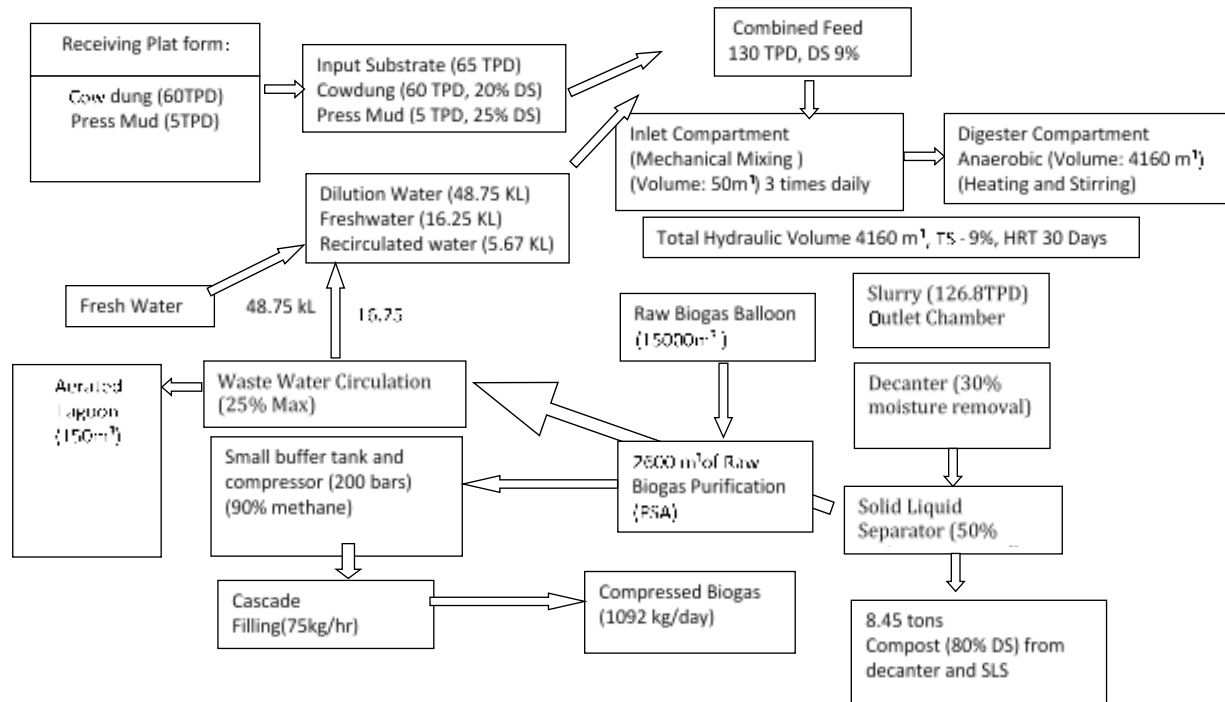 Receiving Plat form:
Cow dung (60TPD)
Press Mud (5TPD)
Input Substrate (65 TPD)
Cowdung (60 TPD, 20% DS)
Press Mud (5 TPD, 25% DS)
Combined Feed
130 TPD, DS 9%
Inlet Compartment
(Mechanical Mixing )
(Volume: 50m³) 3 times daily
Digester Compartment
Anaerobic (Volume: 4160 m³)
(Heating and Stirring)
Dilution Water (48.75 KL)
Freshwater (16.25 KL)
Recirculated water (5.67 KL)
Total Hydraulic Volume 4160 m³, TS - 9%, HRT 30 Days
Fresh Water
48.75 kL
16.25
Raw Biogas Balloon
(15000m³ )
Slurry (126.8TPD)
Outlet Chamber
Aerated
Lagoon
(150m³)
Waste Water Circulation
(25% Max)
Decanter (30%
moisture removal)
Small buffer tank and
compressor (200 bars)
(90% methane)
2600 m³of Raw
Biogas Purification
(PSA)
Solid Liquid
Separator (50%
Cascade
Filling(75kg/hr)
Compressed Biogas
(1092 kg/day)
8.45 tons
Compost (80% DS) from
decanter and SLS